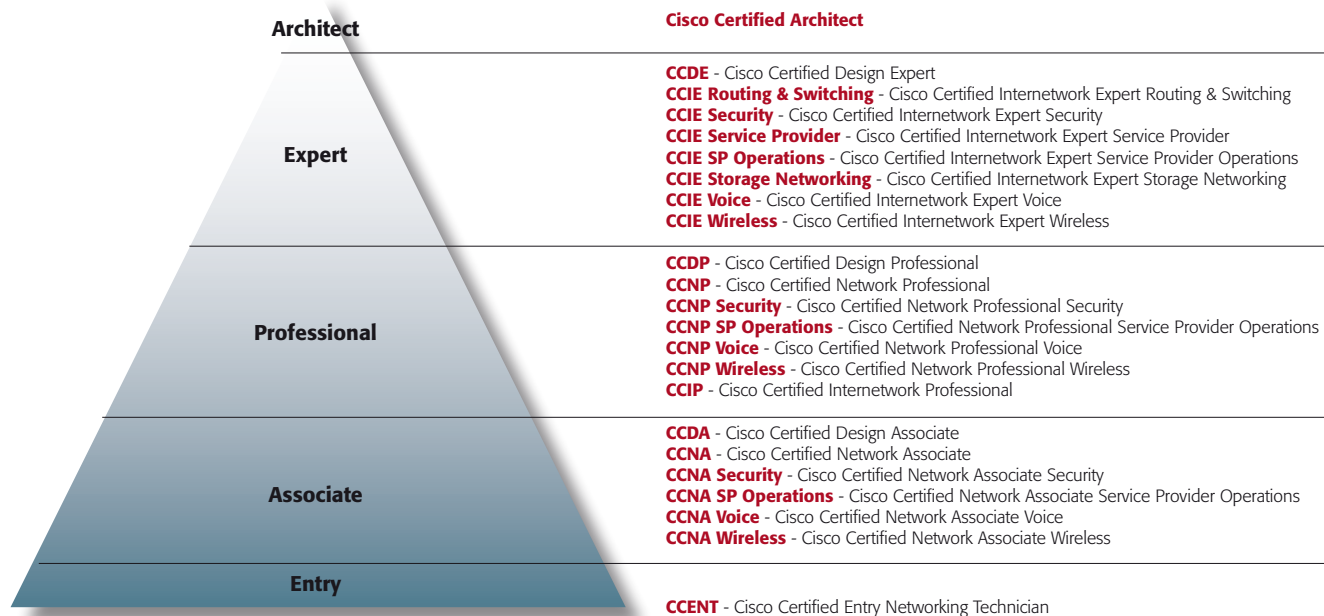 Architect
Cisco Certified Architect
Expert
CCDE - Cisco Certified Design Expert
CCIE Routing & Switching - Cisco Certified Internetwork Expert Routing & Switching
CCIE Security - Cisco Certified Internetwork Expert Security
CCIE Service Provider - Cisco Certified Internetwork Expert Service Provider
CCIE SP Operations - Cisco Certified Internetwork Expert Service Provider Operations
CCIE Storage Networking - Cisco Certified Internetwork Expert Storage Networking
CCIE Voice - Cisco Certified Internetwork Expert Voice
CCIE Wireless - Cisco Certified Internetwork Expert Wireless
Professional
CCDP - Cisco Certified Design Professional
CCNP - Cisco Certified Network Professional
CCNP Security - Cisco Certified Network Professional Security
CCNP SP Operations - Cisco Certified Network Professional Service Provider Operations
CCNP Voice - Cisco Certified Network Professional Voice
CCNP Wireless - Cisco Certified Network Professional Wireless
CCIP - Cisco Certified Internetwork Professional
Associate
CCDA - Cisco Certified Design Associate
CCNA - Cisco Certified Network Associate
CCNA Security - Cisco Certified Network Associate Security
CCNA SP Operations - Cisco Certified Network Associate Service Provider Operations
CCNA Voice - Cisco Certified Network Associate Voice
CCNA Wireless - Cisco Certified Network Associate Wireless
Entry
CCENT - Cisco Certified Entry Networking Technician